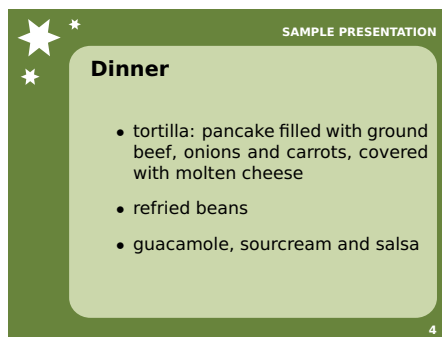 SAMPLE PRESENTATION
Dinner
• tortilla: pancake filled with ground
beef, onions and carrots, covered
with molten cheese
• refried beans
• guacamole, sourcream and salsa
4